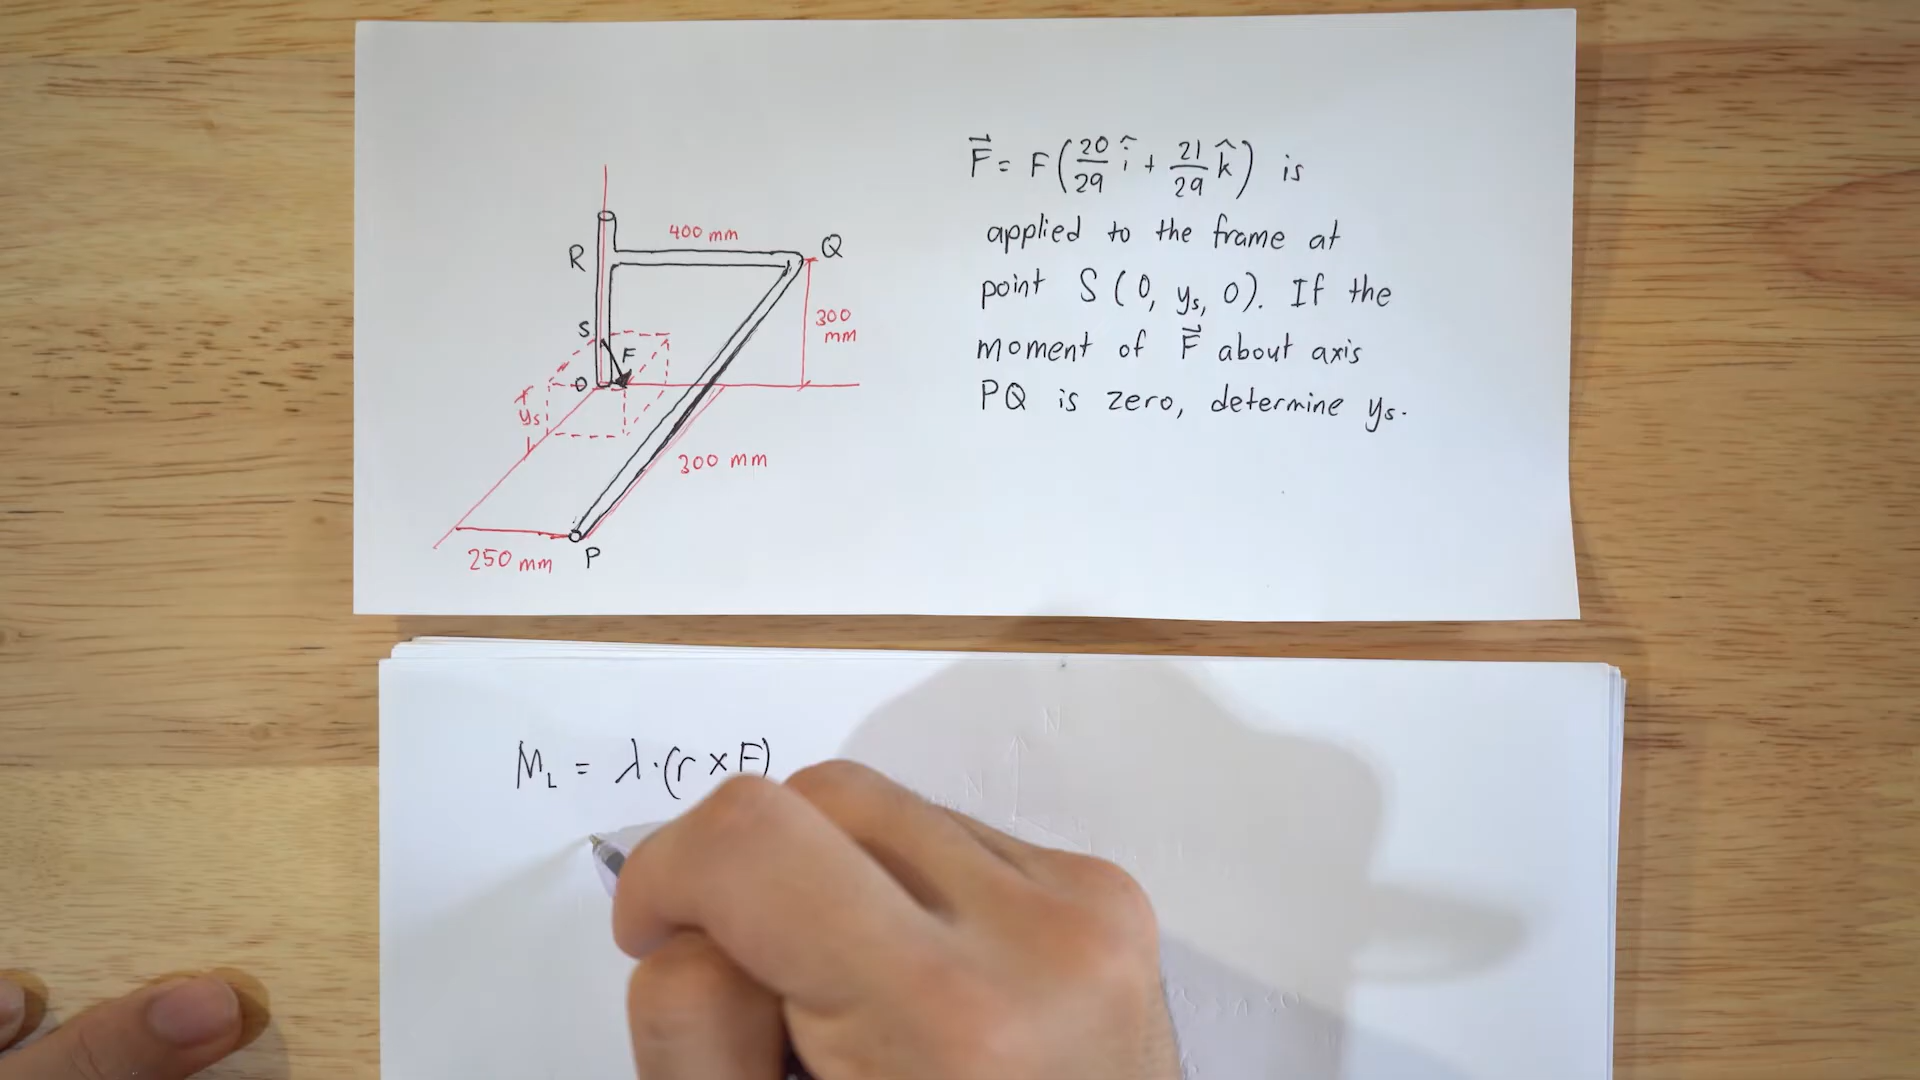 F⃗ = F(20/29 î + 21/29 k̂) is
applied to the frame at
point S (0, ys, 0). If the
moment of F⃗ about axis
PQ is zero, determine ys.
400 mm
R
Q
S
300
mm
F
O
ys
300 mm
250 mm
P
M_L = λ·(r × F)
N
N